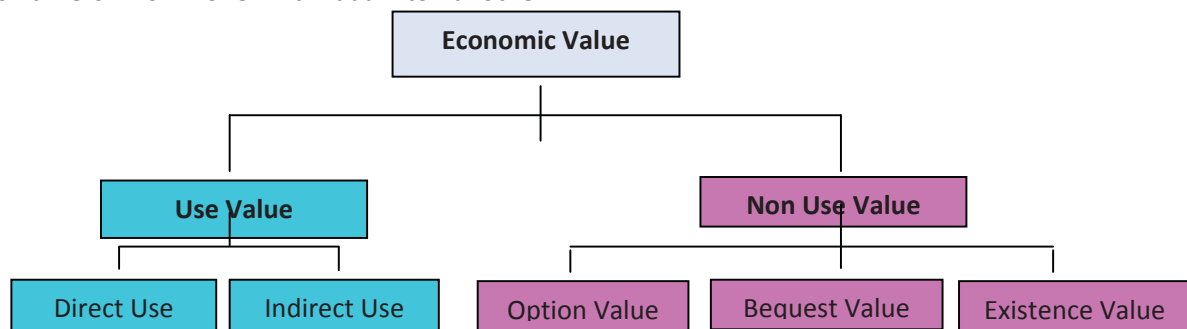 Economic Value
Use Value
Non Use Value
Direct Use
Indirect Use
Option Value
Bequest Value
Existence Value